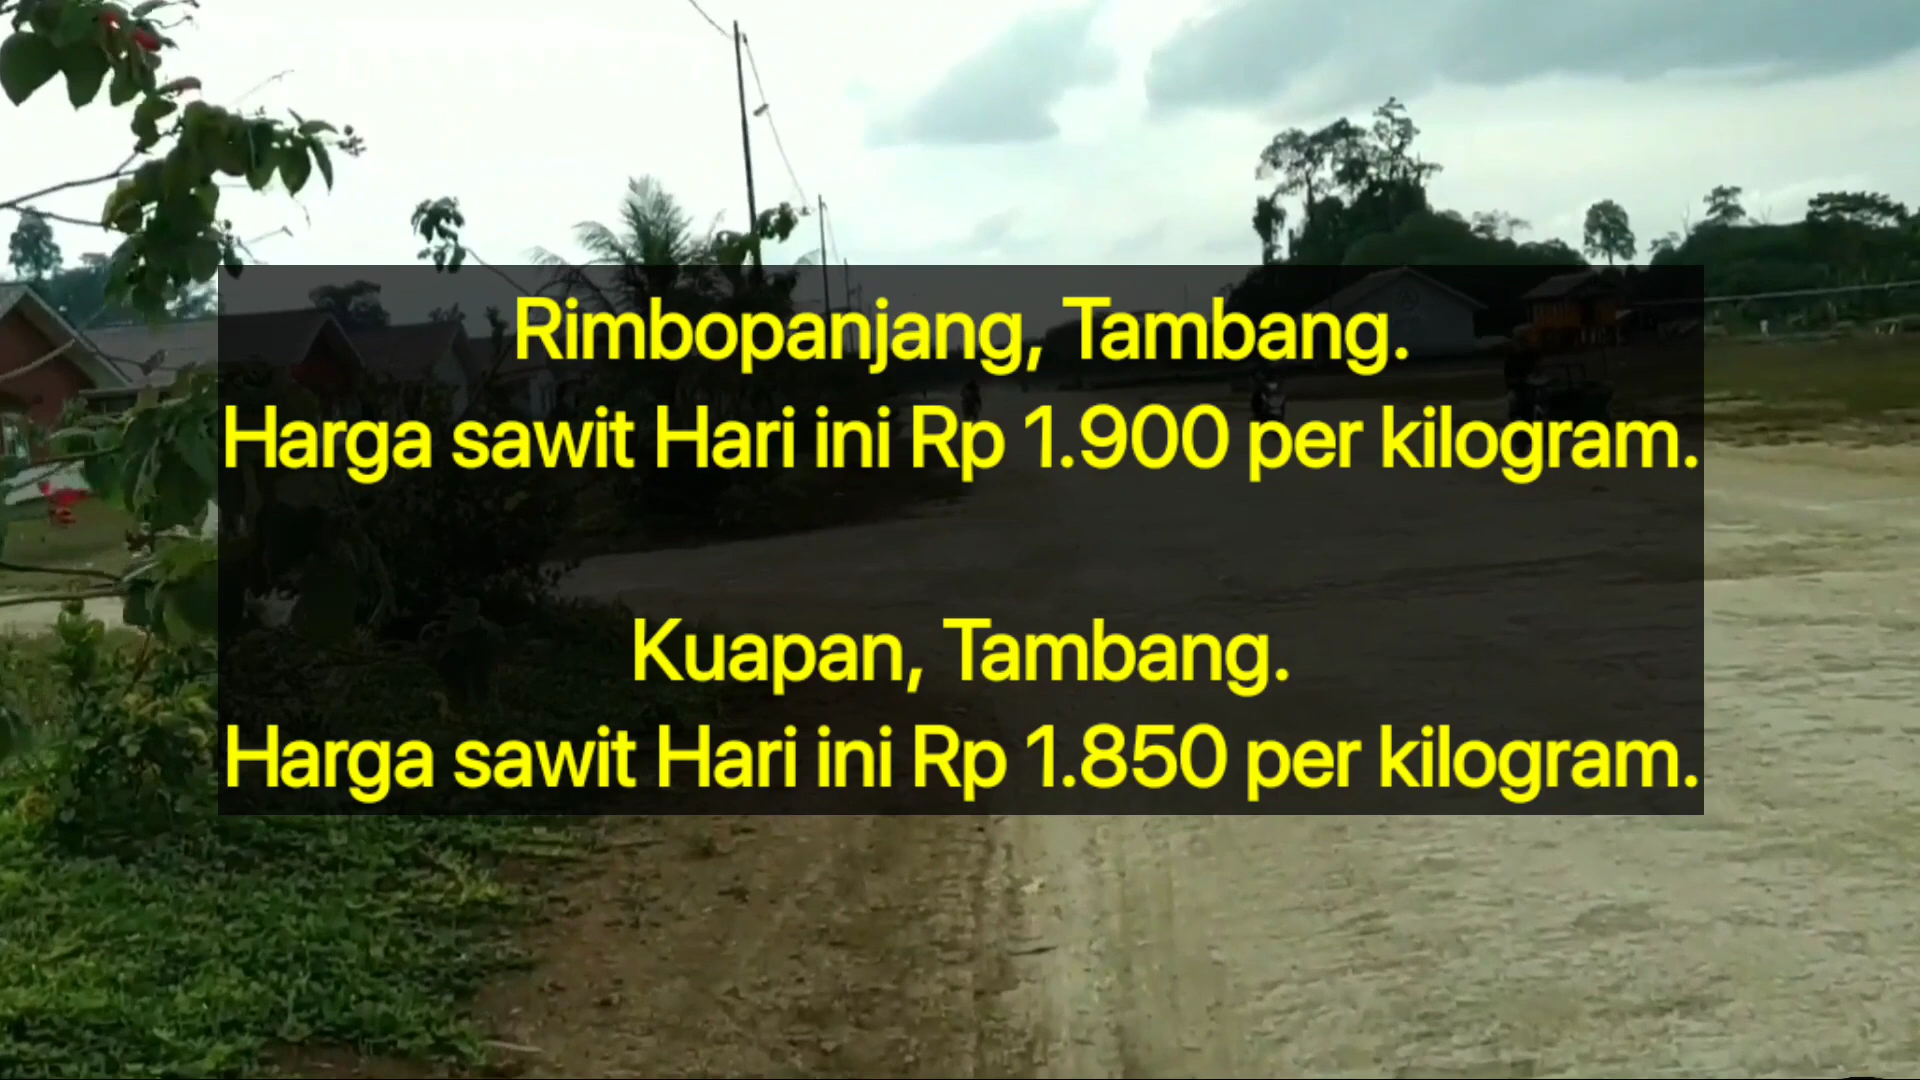 Rimbopanjang, Tambang.
Harga sawit Hari ini Rp 1.900 per kilogram.
Kuapan, Tambang.
Harga sawit Hari ini Rp 1.850 per kilogram.